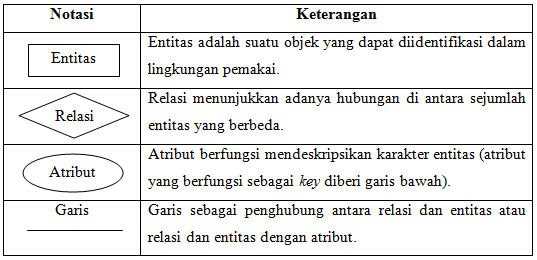 Notasi Keterangan
Entitas
Entitas adalah suatu objek yang dapat diidentifikasi dalam
lingkungan pemakai.
Relasi
Relasi menunjukkan adanya hubungan di antara sejumlah
entitas yang berbeda.
Atribut
Atribut berfungsi mendeskripsikan karakter entitas (atribut
yang berfungsi sebagai key diberi garis bawah).
Garis
Garis sebagai penghubung antara relasi dan entitas atau
relasi dan entitas dengan atribut.